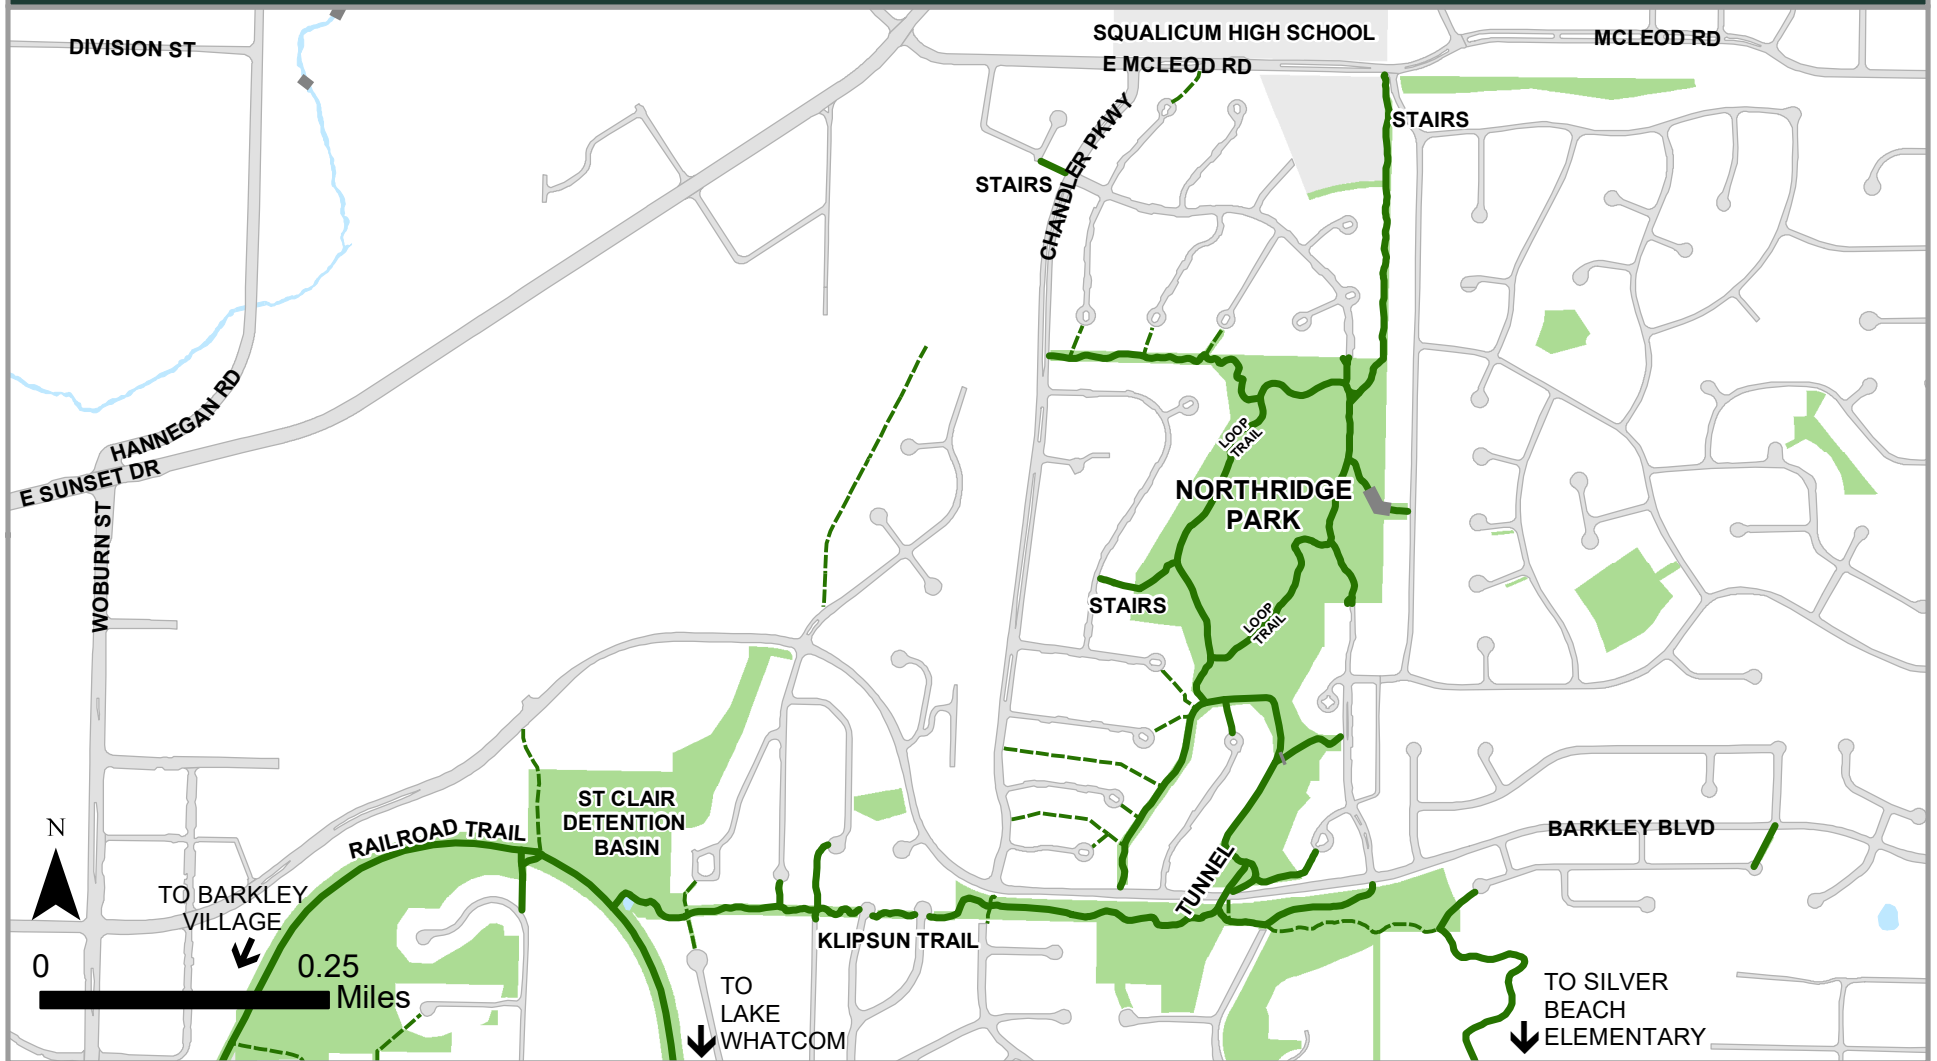 SQUALICUM HIGH SCHOOL
DIVISION ST
MCLEOD RD
E MCLEOD RD
STAIRS
CHANDLER PKWY
STAIRS
HANNEGAN RD
E SUNSET DR
WOBURN ST
LOOP
TRAIL
NORTHRIDGE
PARK
STAIRS
LOOP
TRAIL
ST CLAIR
DETENTION
BASIN
RAILROAD TRAIL
BARKLEY BLVD
TUNNEL
N
TO BARKLEY
VILLAGE
KLIPSUN TRAIL
0
0.25
Miles
TO
LAKE
WHATCOM
TO SILVER
BEACH
ELEMENTARY